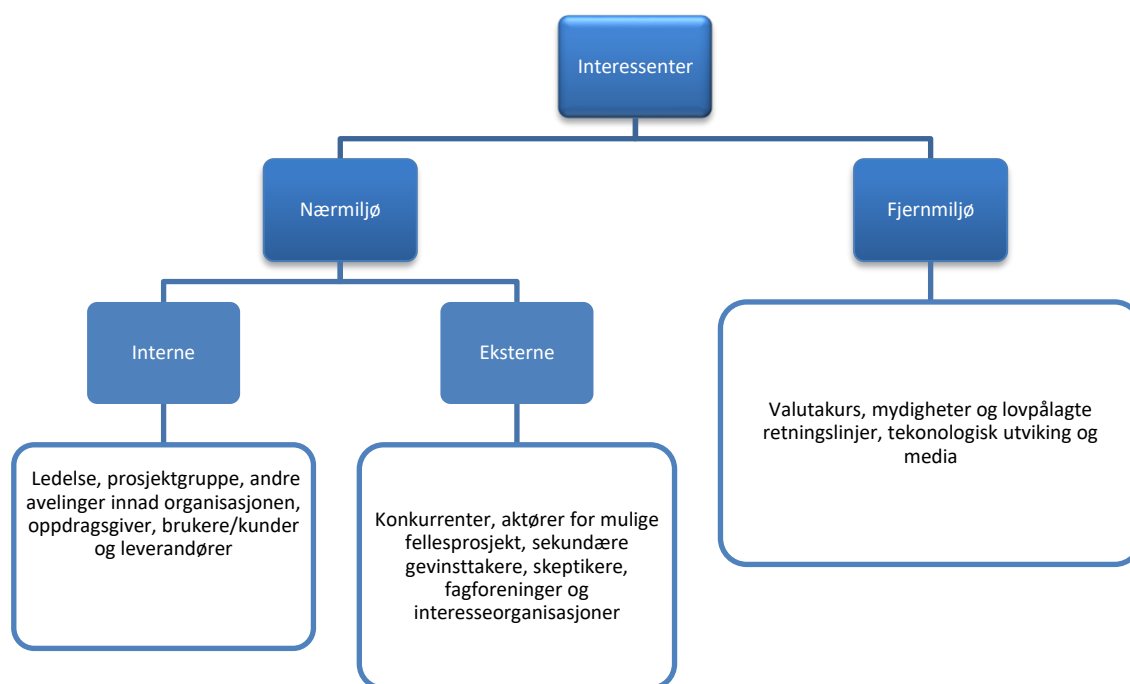 Interessenter
Nærmiljø
Fjernmiljø
Interne
Eksterne
Ledelse, prosjektgruppe, andre
avelinger innad organisasjonen,
oppdragsgiver, brukere/kunder
og leverandører
Konkurrenter, aktører for mulige
fellesprosjekt, sekundære
gevinsttakere, skeptikere,
fagforeninger og
interesseorganisasjoner
Valutakurs, mydigheter og lovpålagte
retningslinjer, tekonologisk utviking og
media